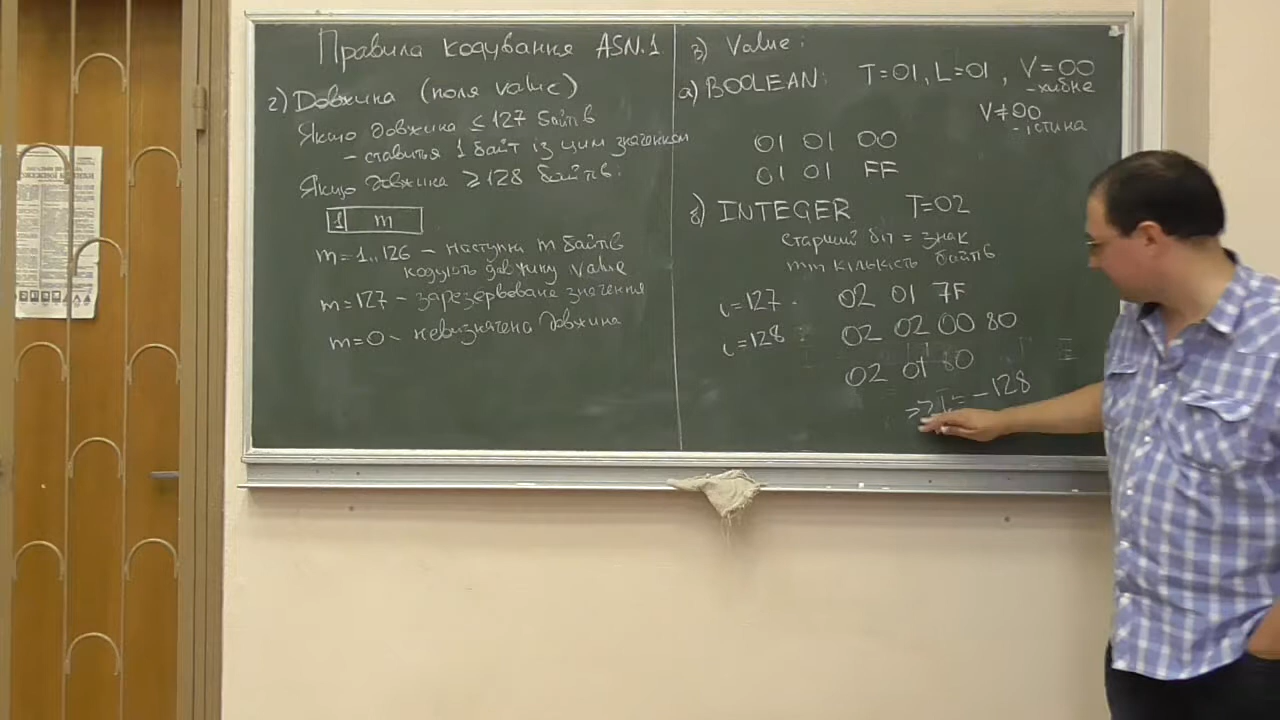 Правила кодування ASN.1
2) Довжина (поля value)
Якщо довжина ≤ 127 байтів
- ставиться 1 байт із цим значенням
Якщо довжина ≥ 128 байтів:
1 m
m=1..126 – наступні m байтів
кодують довжину value
m=127 – зарезервоване значення
m=0 – невизначена довжина
3) Value:
а) BOOLEAN: T=01, L=01, V=00
- хибне
V≠00
- істина
01 01 00
01 01 FF
б) INTEGER T=02
старший біт = знак
min кількість байтів
i=127 - 02 01 7F
i=128 : 02 02 00 80
02 01 80
=> I = -128